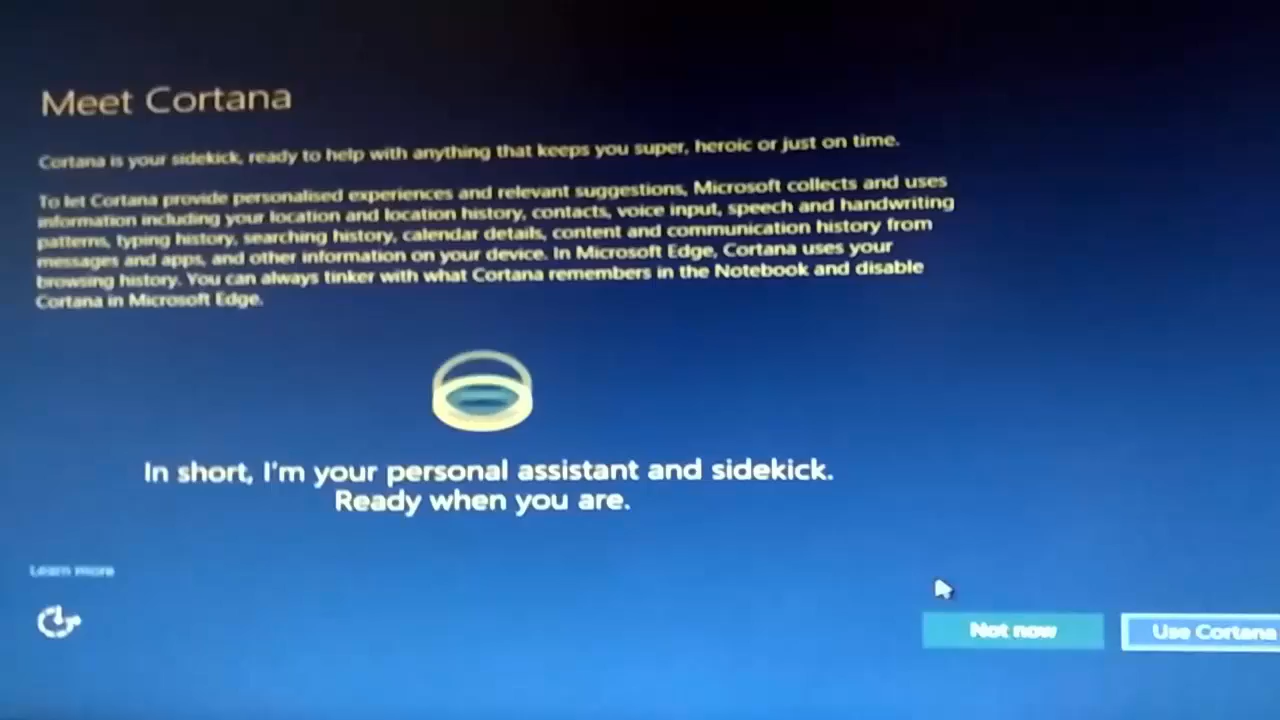 Meet Cortana
Cortana is your sidekick, ready to help with anything that keeps you super, heroic or just on time.
To let Cortana provide personalised experiences and relevant suggestions, Microsoft collects and uses
information including your location and location history, contacts, voice input, speech and handwriting
patterns, typing history, searching history, calendar details, content and communication history from
messages and apps, and other information on your device. In Microsoft Edge, Cortana uses your
browsing history. You can always tinker with what Cortana remembers in the Notebook and disable
Cortana in Microsoft Edge.
In short, I'm your personal assistant and sidekick.
Ready when you are.
Learn more
Not now
Use Cortana